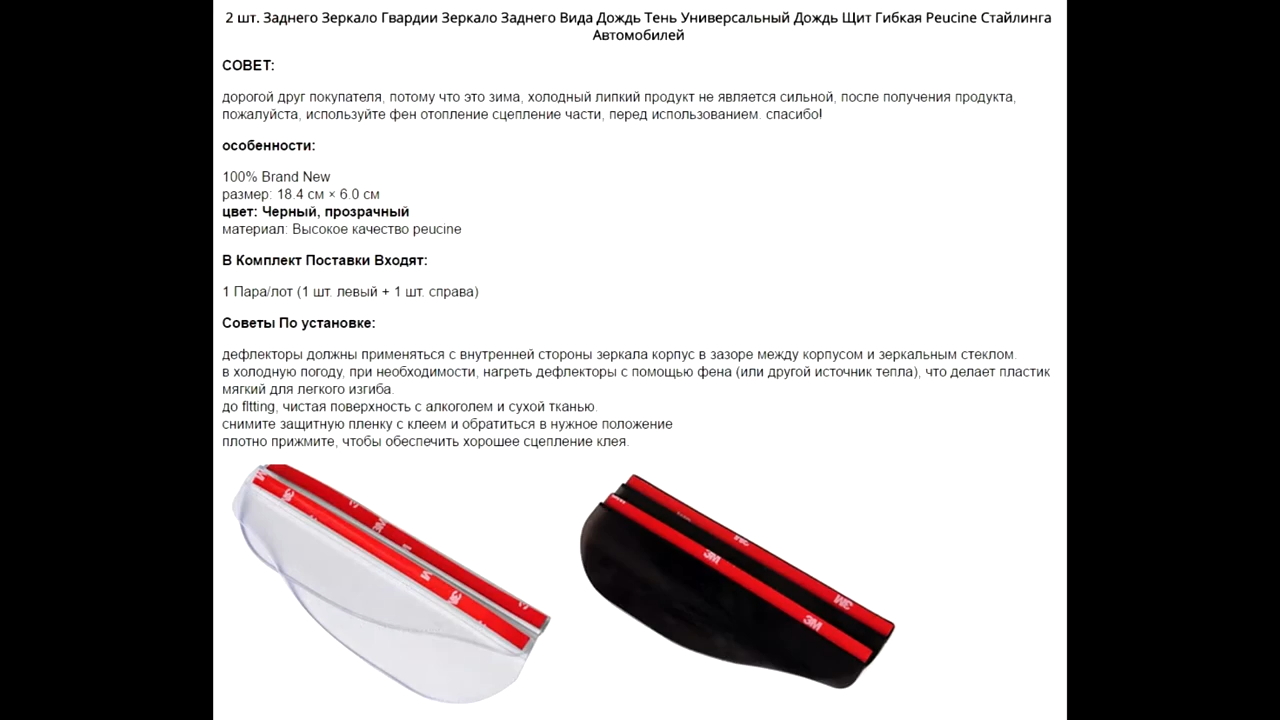 2 шт. Заднего Зеркало Гвардии Зеркало Заднего Вида Дождь Тень Универсальный Дождь Щит Гибкая Peucine Стайлинга
Автомобилей
СОВЕТ:
дорогой друг покупателя, потому что это зима, холодный липкий продукт не является сильной, после получения продукта,
пожалуйста, используйте фен отопление сцепление части, перед использованием. спасибо!
особенности:
100% Brand New
размер: 18.4 см × 6.0 см
цвет: Черный, прозрачный
материал: Высокое качество peucine
В Комплект Поставки Входят:
1 Пара/лот (1 шт. левый + 1 шт. справа)
Советы По установке:
дефлекторы должны применяться с внутренней стороны зеркала корпус в зазоре между корпусом и зеркальным стеклом.
в холодную погоду, при необходимости, нагреть дефлекторы с помощью фена (или другой источник тепла), что делает пластик
мягкий для легкого изгиба.
до fltting, чистая поверхность с алкоголем и сухой тканью.
снимите защитную пленку с клеем и обратиться в нужное положение
плотно прижмите, чтобы обеспечить хорошее сцепление клея.
3M
3M
3M
3M